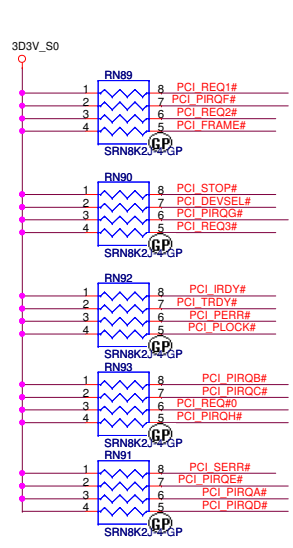 3D3V_S0
RN89
1 8 PCI_REQ1#
2 7 PCI_PIRQF#
3 6 PCI_REQ2#
4 5 PCI_FRAME#
GP
SRN8K2J-4-GP
RN90
1 8 PCI_STOP#
2 7 PCI_DEVSEL#
3 6 PCI_PIRQG#
4 5 PCI_REQ3#
GP
SRN8K2J-4-GP
RN92
1 8 PCI_IRDY#
2 7 PCI_TRDY#
3 6 PCI_PERR#
4 5 PCI_PLOCK#
GP
SRN8K2J-4-GP
RN93
1 8 PCI_PIRQB#
2 7 PCI_PIRQC#
3 6 PCI_REQ#0
4 5 PCI_PIRQH#
GP
SRN8K2J-4-GP
RN91
1 8 PCI_SERR#
2 7 PCI_PIRQE#
3 6 PCI_PIRQA#
4 5 PCI_PIRQD#
GP
SRN8K2J-4-GP